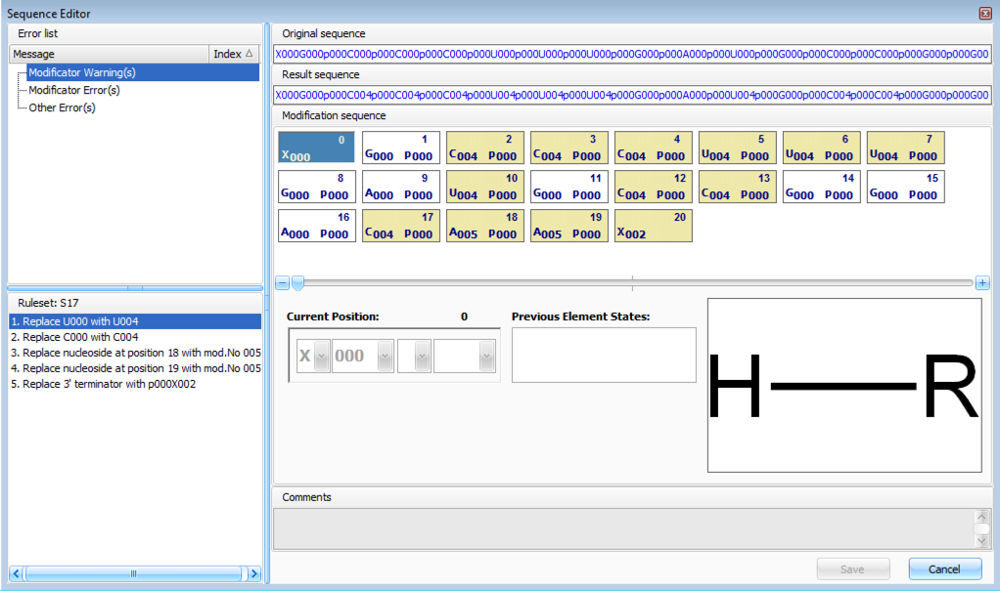 Sequence Editor
Error list
Message Index
Modificator Warning(s)
Modificator Error(s)
Other Error(s)
Ruleset: S17
1. Replace U000 with U004
2. Replace C000 with C004
3. Replace nucleoside at position 18 with mod.No 005
4. Replace nucleoside at position 19 with mod.No 005
5. Replace 3' terminator with p000X002
Original sequence
X000G000p000C000p000C000p000C000p000U000p000U000p000U000p000G000p000A000p000U000p000G000p000C000p000C000p000G000p000G00
Result sequence
X000G000p000C004p000C004p000C004p000U004p000U004p000U004p000G000p000A000p000U004p000G000p000C004p000C004p000G000p000G00
Modification sequence
0 1 2 3 4 5 6 7
X000 G000 P000 C004 P000 C004 P000 C004 P000 U004 P000 U004 P000 U004 P000
8 9 10 11 12 13 14 15
G000 P000 A000 P000 U004 P000 G000 P000 C004 P000 C004 P000 G000 P000 G000 P000
16 17 18 19 20
A000 P000 C004 P000 A005 P000 A005 P000 X002
Current Position: 0 Previous Element States:
X 000
H R
Comments
Save Cancel